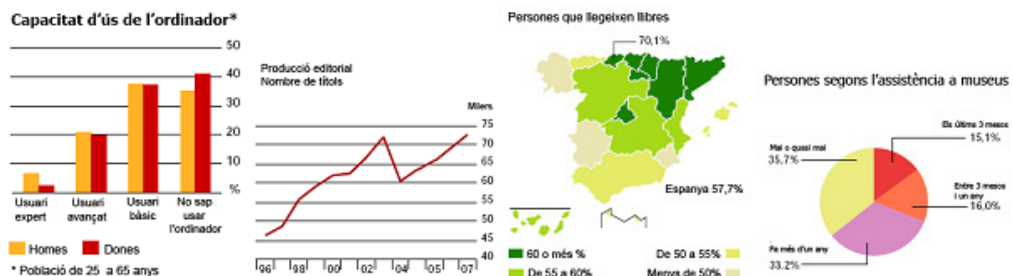 Capacitat d'ús de l'ordinador*
50
40
30
20
10
%
Usuari expert
Usuari avançat
Usuari bàsic
No sap usar l'ordinador
Homes
Dones
* Població de 25 a 65 anys
Producció editorial
Nombre de títols
Milers
75
70
65
60
55
50
45
40
96
98
00
02
04
05
07
Persones que llegeixen llibres
70,1%
Espanya 57,7%
60 o més %
De 50 a 55%
De 55 a 60%
Menys de 50%
Persones segons l'assistència a museus
Els últims 3 mesos
15,1%
Mai o quasi mai
35,7%
Entre 3 mesos
i un any
16,0%
Fa més d'un any
33,2%